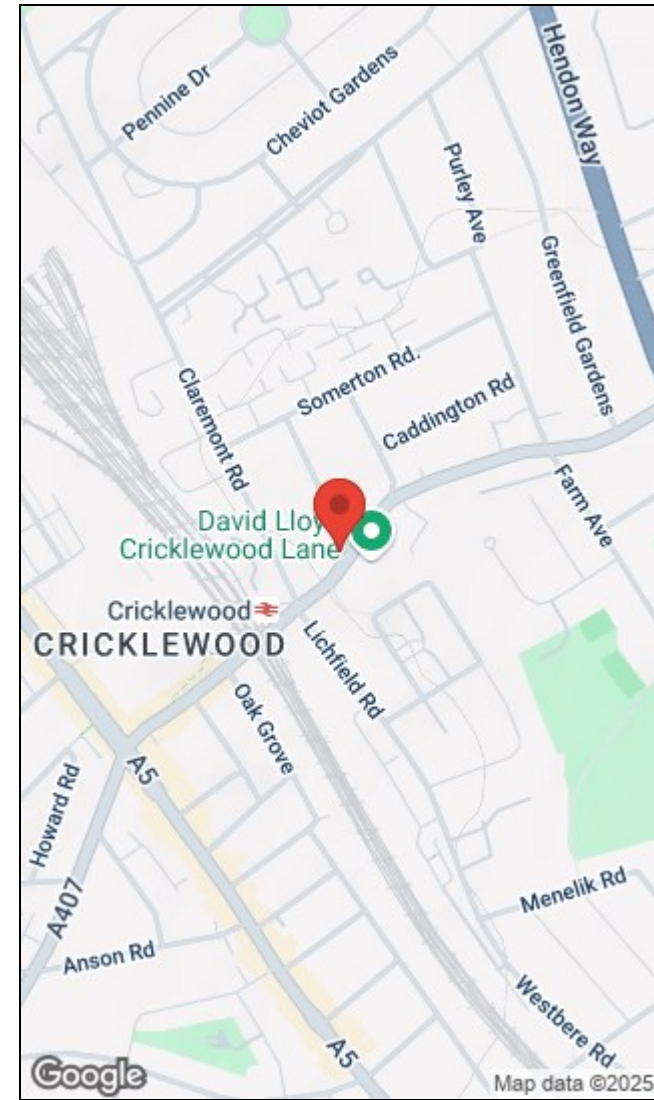 Pennine Dr
Cheviot Gardens
Hendon Way
Purley Ave
Greenfield Gardens
Somerton Rd.
Claremont Rd
Caddington Rd
Farm Ave
David Lloy
Cricklewood Lane
Cricklewood
CRICKLEWOOD
Lichfield Rd
Oak Grove
A5
Howard Rd
A407
Menelik Rd
Anson Rd
Westbere Rd
A5
Google
Map data ©2025